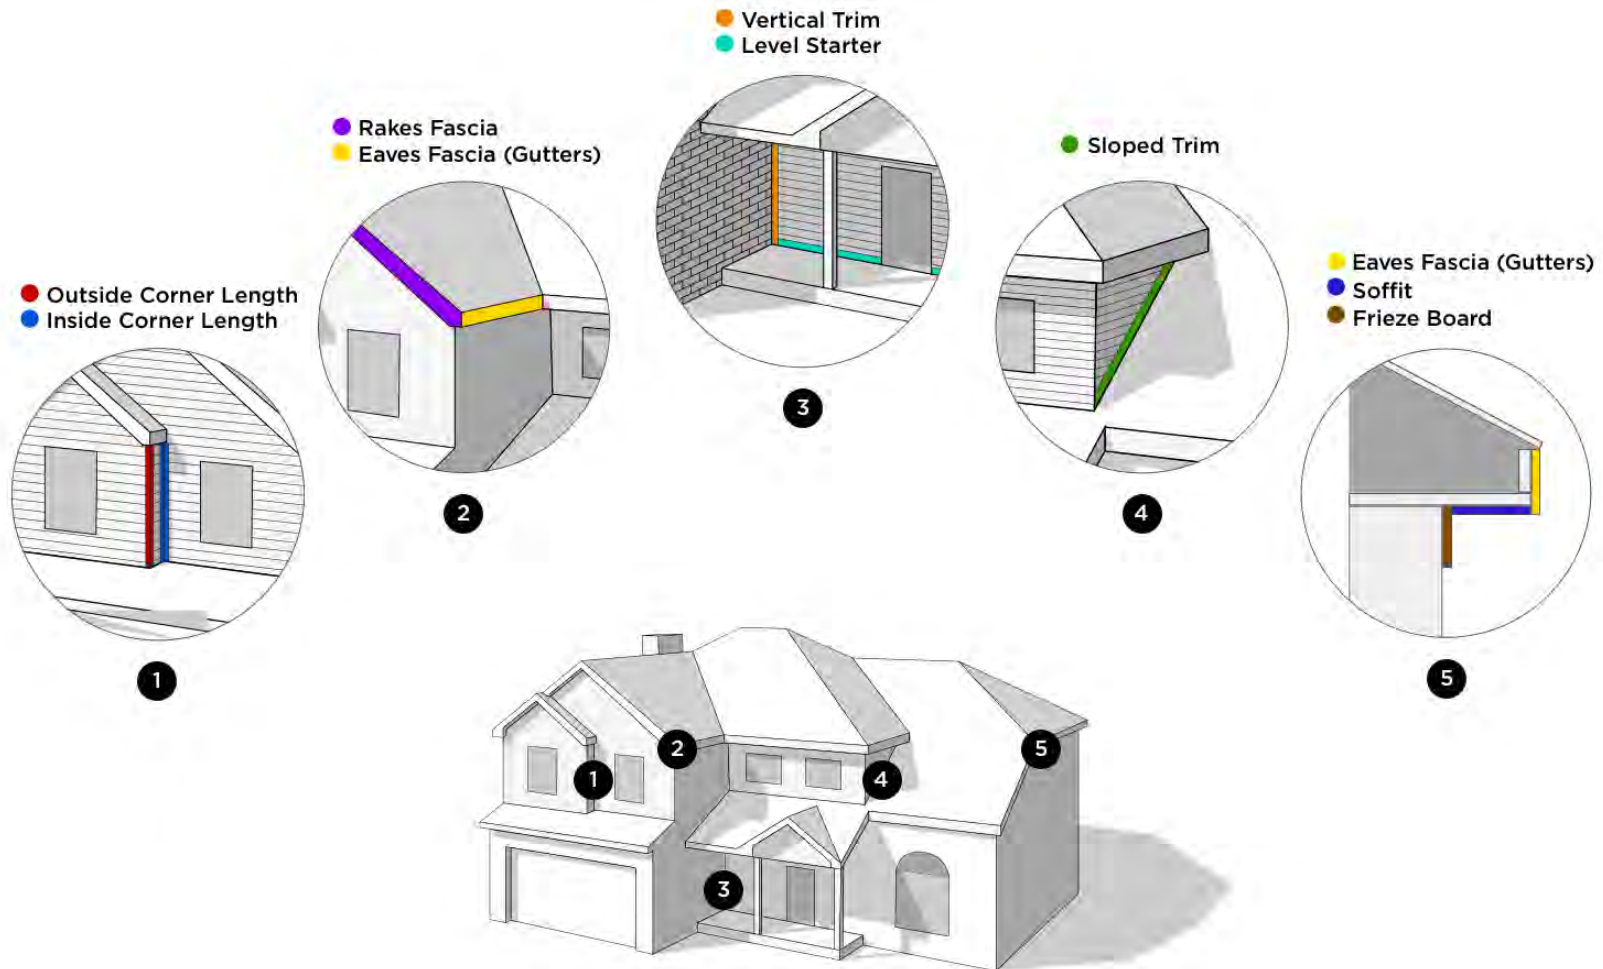 Vertical Trim
Level Starter
Rakes Fascia
Eaves Fascia (Gutters)
Sloped Trim
Eaves Fascia (Gutters)
Soffit
Frieze Board
Outside Corner Length
Inside Corner Length
3
2
4
1
5
2
5
1
4
3